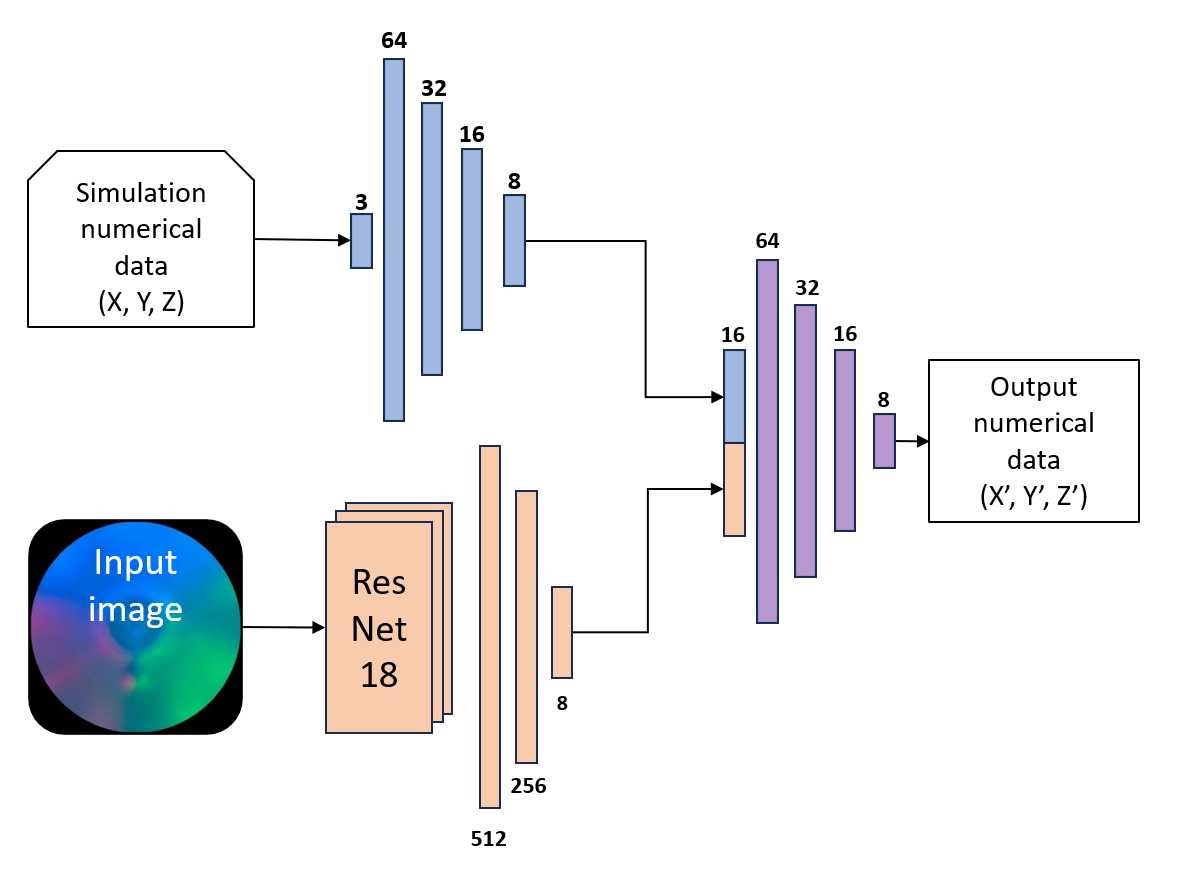 64
32
16
8
3
Simulation
numerical
data
(X, Y, Z)
Input
image
Res
Net
18
512
256
8
16
64
32
16
8
Output
numerical
data
(X’, Y’, Z’)